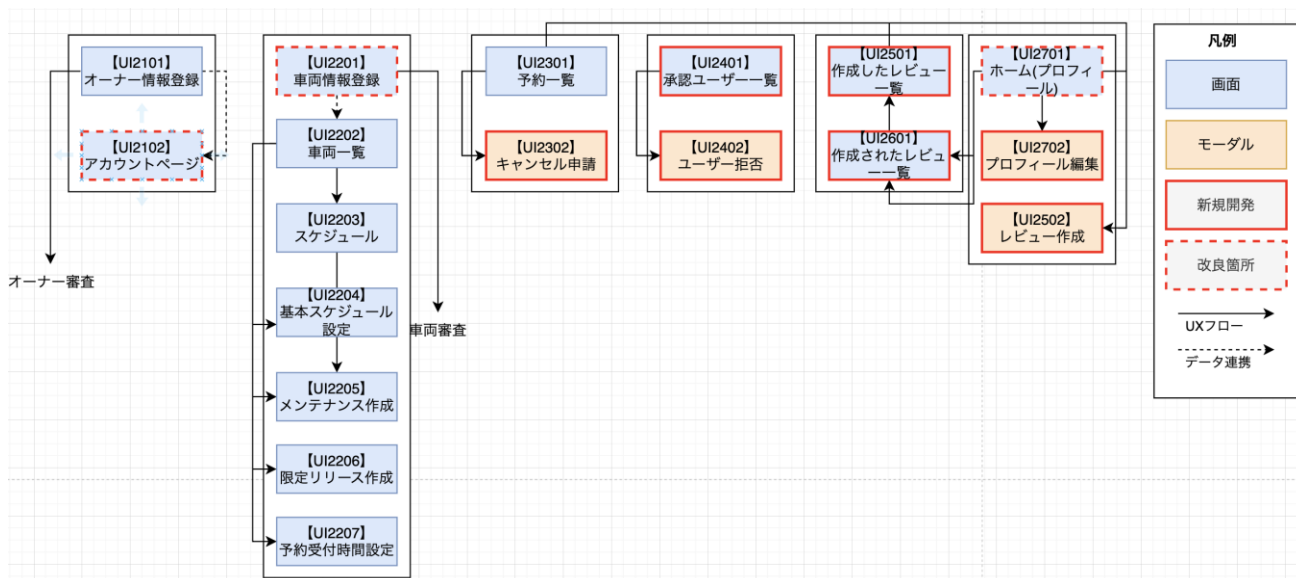 【UI2101】
オーナー情報登録
【UI2102】
アカウントページ
オーナー審査
【UI2201】
車両情報登録
【UI2202】
車両一覧
【UI2203】
スケジュール
【UI2204】
基本スケジュール
設定
【UI2205】
メンテナンス作成
【UI2206】
限定リリース作成
【UI2207】
予約受付時間設定
車両審査
【UI2301】
予約一覧
【UI2302】
キャンセル申請
【UI2401】
承認ユーザー一覧
【UI2402】
ユーザー拒否
【UI2501】
作成したレビュー
一覧
【UI2601】
作成されたレビュ
ー一覧
【UI2701】
ホーム(プロフィ
ール)
【UI2702】
プロフィール編集
【UI2502】
レビュー作成
凡例
画面
モーダル
新規開発
改良箇所
UXフロー
データ連携